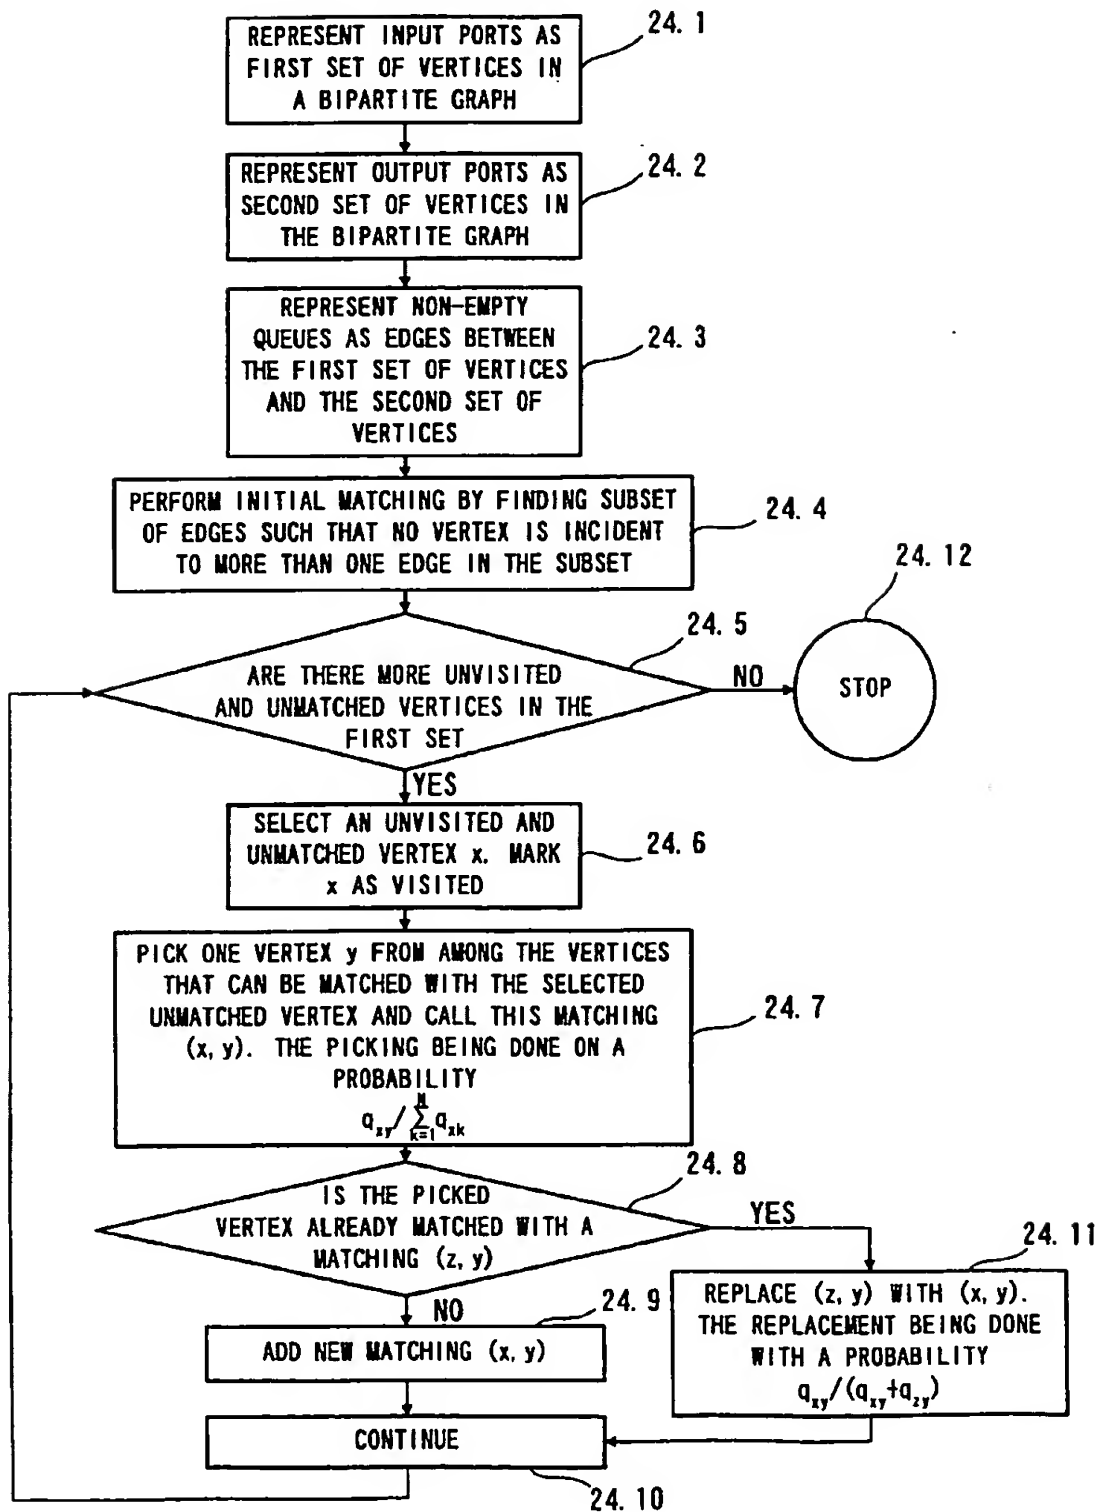 24. 1
REPRESENT INPUT PORTS AS
FIRST SET OF VERTICES IN
A BIPARTITE GRAPH
24. 2
REPRESENT OUTPUT PORTS AS
SECOND SET OF VERTICES IN
THE BIPARTITE GRAPH
24. 3
REPRESENT NON-EMPTY
QUEUES AS EDGES BETWEEN
THE FIRST SET OF VERTICES
AND THE SECOND SET OF
VERTICES
24. 4
PERFORM INITIAL MATCHING BY FINDING SUBSET
OF EDGES SUCH THAT NO VERTEX IS INCIDENT
TO MORE THAN ONE EDGE IN THE SUBSET
24. 5
ARE THERE MORE UNVISITED
AND UNMATCHED VERTICES IN THE
FIRST SET
NO
24. 12
STOP
YES
24. 6
SELECT AN UNVISITED AND
UNMATCHED VERTEX x. MARK
x AS VISITED
24. 7
PICK ONE VERTEX y FROM AMONG THE VERTICES
THAT CAN BE MATCHED WITH THE SELECTED
UNMATCHED VERTEX AND CALL THIS MATCHING
(x, y). THE PICKING BEING DONE ON A
PROBABILITY
q_xy / ∑_{k=1}^{N} q_xk
24. 8
IS THE PICKED
VERTEX ALREADY MATCHED WITH A
MATCHING (z, y)
YES
24. 11
REPLACE (z, y) WITH (x, y).
THE REPLACEMENT BEING DONE
WITH A PROBABILITY
q_xy/(q_xy+q_zy)
NO
24. 9
ADD NEW MATCHING (x, y)
CONTINUE
24. 10